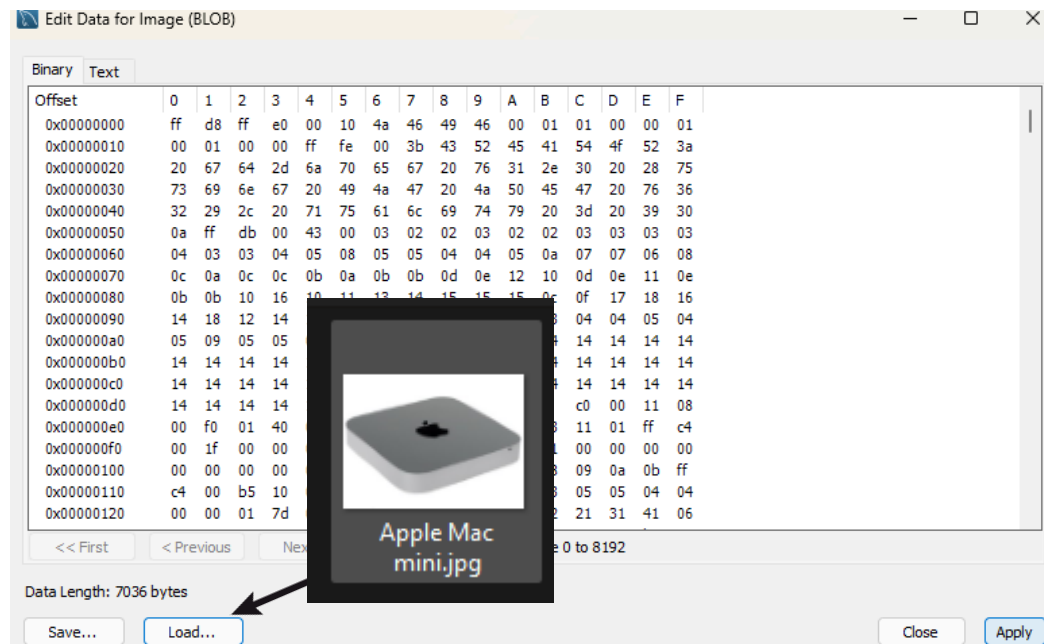 Edit Data for Image (BLOB)
Binary Text
Offset 0 1 2 3 4 5 6 7 8 9 A B C D E F
0x00000000 ff d8 ff e0 00 10 4a 46 49 46 00 01 01 00 00 01
0x00000010 00 01 00 00 ff fe 00 3b 43 52 45 41 54 4f 52 3a
0x00000020 20 67 64 2d 6a 70 65 67 20 76 31 2e 30 20 28 75
0x00000030 73 69 6e 67 20 49 4a 47 20 4a 50 45 47 20 76 36
0x00000040 32 29 2c 20 71 75 61 6c 69 74 79 20 3d 20 39 30
0x00000050 0a ff db 00 43 00 03 02 02 03 02 02 03 03 03 03
0x00000060 04 03 03 04 05 08 05 05 04 04 05 0a 07 07 06 08
0x00000070 0c 0a 0c 0c 0b 0a 0b 0b 0d 0e 12 10 0d 0e 11 0e
0x00000080 0b 0b 10 16 10 11 13 14 15 15 15 0c 0f 17 18 16
0x00000090 14 18 12 14 04 04 05 04
0x000000a0 05 09 05 05 14 14 14 14
0x000000b0 14 14 14 14 14 14 14 14
0x000000c0 14 14 14 14 14 14 14 14
0x000000d0 14 14 14 14 c0 00 11 08
0x000000e0 00 f0 01 40 11 01 ff c4
0x000000f0 00 1f 00 00 00 00 00 00
0x00000100 00 00 00 00 09 0a 0b ff
0x00000110 c4 00 b5 10 05 05 04 04
0x00000120 00 00 01 7d 21 31 41 06
Apple Mac
mini.jpg
<< First < Previous 0 to 8192
Data Length: 7036 bytes
Save... Load... Close Apply